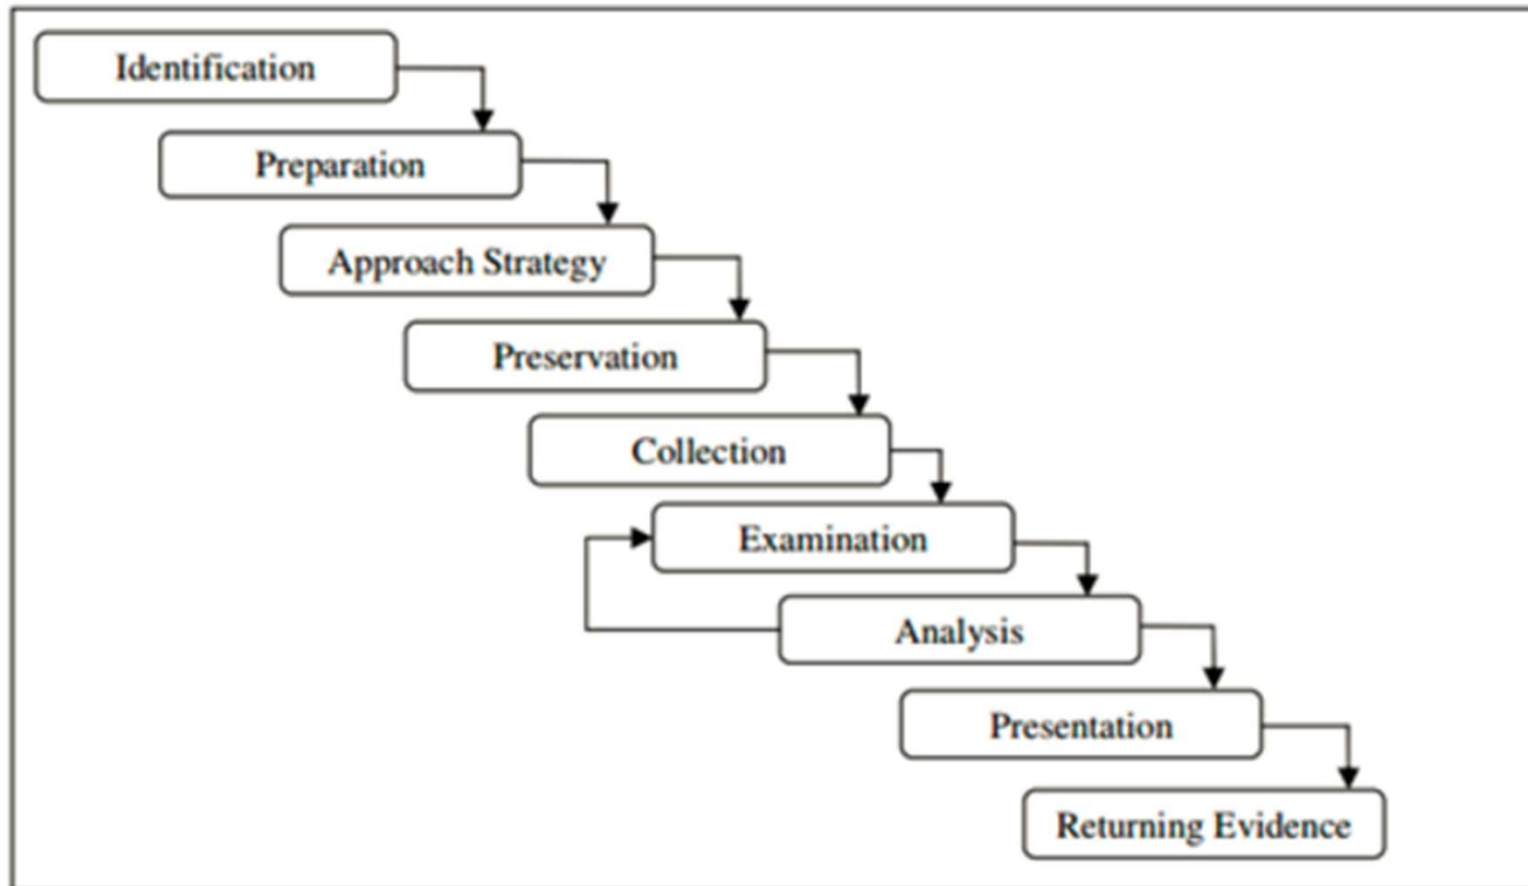 Identification
Preparation
Approach Strategy
Preservation
Collection
Examination
Analysis
Presentation
Returning Evidence